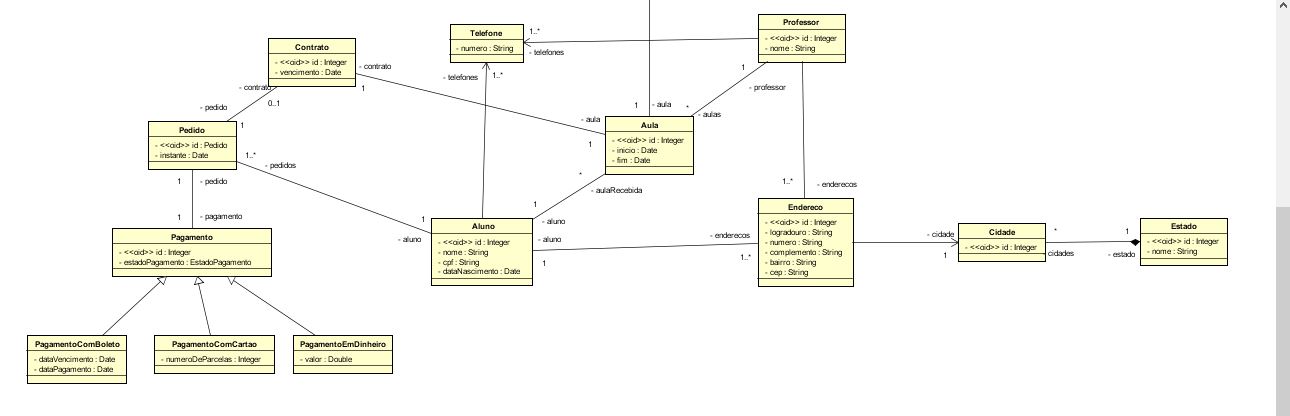 Professor
- <<oid>> id : Integer
- nome : String
Telefone
- numero : String
1..*
- telefones
Contrato
- <<oid>> id : Integer
- vencimento : Date
- contrato
1
- contrato
0..1
- telefones
1..*
1
- professor
*
- aulas
1
- aula
- pedido
1
Pedido
- <<oid>> id : Pedido
- instante : Date
- aula
1
Aula
- <<oid>> id : Integer
- inicio : Date
- fim : Date
1..*
- pedidos
1
- pedido
*
- aulaRecebida
1..*
- enderecos
1
- pagamento
1
- aluno
1
- aluno
- aluno
1
Aluno
- <<oid>> id : Integer
- nome : String
- cpf : String
- dataNascimento : Date
- enderecos
1..*
Endereco
- <<oid>> id : Integer
- logradouro : String
- numero : String
- complemento : String
- bairro : String
- cep : String
- cidade
1
Cidade
- <<oid>> id : Integer
*
cidades
1
- estado
Estado
- <<oid>> id : Integer
- nome : String
Pagamento
- <<oid>> id : Integer
- estadoPagamento : EstadoPagamento
PagamentoComBoleto
- dataVencimento : Date
- dataPagamento : Date
PagamentoComCartao
- numeroDeParcelas : Integer
PagamentoEmDinheiro
- valor : Double